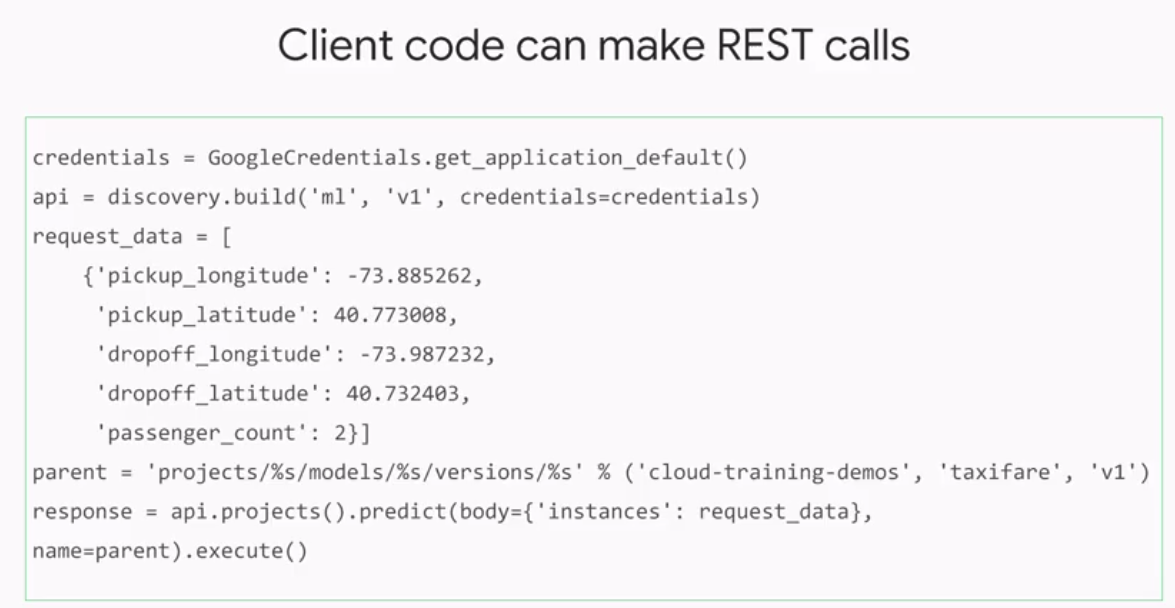 Client code can make REST calls
credentials = GoogleCredentials.get_application_default()
api = discovery.build('ml', 'v1', credentials=credentials)
request_data = [
    {'pickup_longitude': -73.885262,
     'pickup_latitude': 40.773008,
     'dropoff_longitude': -73.987232,
     'dropoff_latitude': 40.732403,
     'passenger_count': 2}]
parent = 'projects/%s/models/%s/versions/%s' % ('cloud-training-demos', 'taxifare', 'v1')
response = api.projects().predict(body={'instances': request_data},
name=parent).execute()